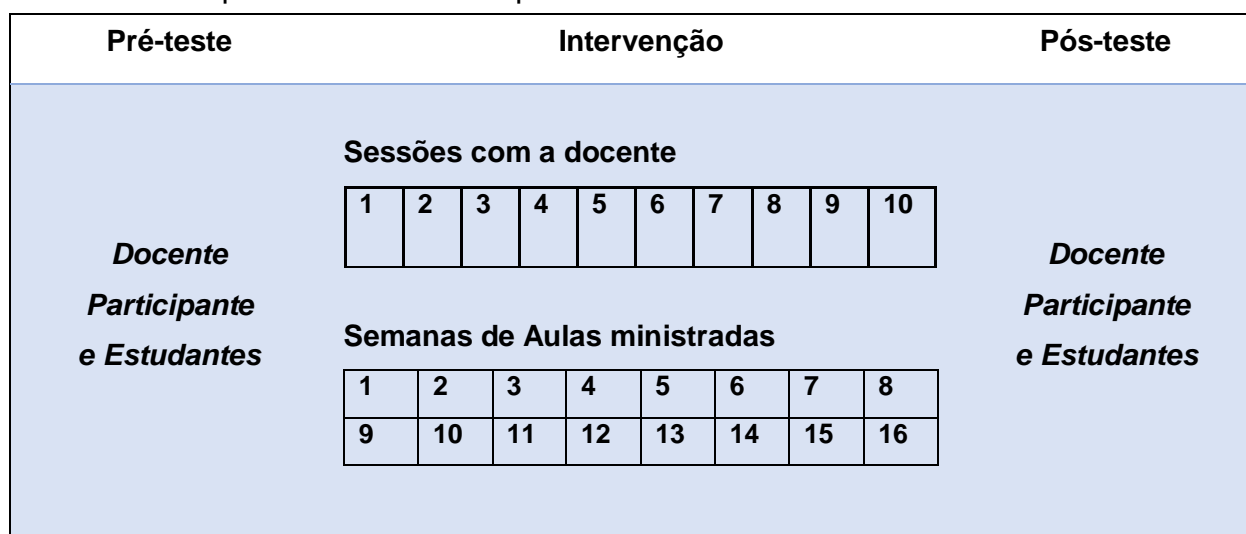 Pré-teste Intervenção Pós-teste
Sessões com a docente
1 2 3 4 5 6 7 8 9 10
Docente
Participante
e Estudantes
Semanas de Aulas ministradas
1 2 3 4 5 6 7 8
9 10 11 12 13 14 15 16
Docente
Participante
e Estudantes